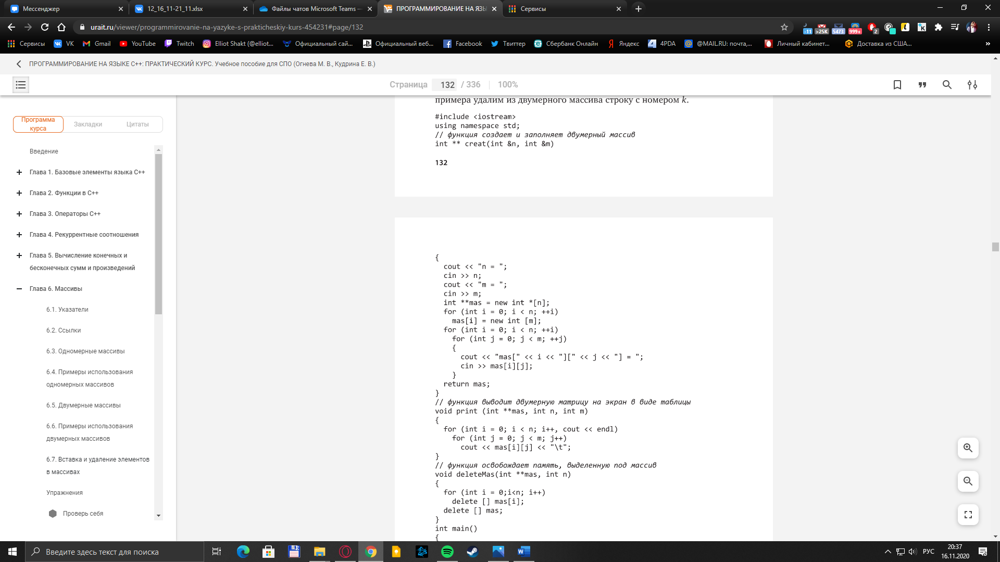 Мессенджер
12_16_11-21_11.xlsx
Файлы чатов Microsoft Teams —
ПРОГРАММИРОВАНИЕ НА ЯЗЫ
Сервисы
urait.ru/viewer/programmirovanie-na-yazyke-s-prakticheskiy-kurs-454231#page/132
-11
>25K
5473
999+
2
Сервисы
VK
Gmail
YouTube
Twitch
Elliot Shakt (@elliot...
Официальный сай...
Официальный веб...
Facebook
Твиттер
Сбербанк Онлайн
Яндекс
4PDA
@MAIL.RU: почта,...
Личный кабинет...
Доставка из США...
»
ПРОГРАММИРОВАНИЕ НА ЯЗЫКЕ С++: ПРАКТИЧЕСКИЙ КУРС. Учебное пособие для СПО (Огнева М. В., Кудрина Е. В.)
Страница 132 / 336 100%
Программа курса
Закладки
Цитаты
Введение
Глава 1. Базовые элементы языка С++
Глава 2. Функции в С++
Глава 3. Операторы С++
Глава 4. Рекуррентные соотношения
Глава 5. Вычисление конечных и
бесконечных сумм и произведений
Глава 6. Массивы
6.1. Указатели
6.2. Ссылки
6.3. Одномерные массивы
6.4. Примеры использования
одномерных массивов
6.5. Двумерные массивы
6.6. Примеры использования
двумерных массивов
6.7. Вставка и удаление элементов
в массивах
Упражнения
Проверь себя
примера удалим из двумерного массива строку с номером k.
#include <iostream>
using namespace std;
// функция создает и заполняет двумерный массив
int ** creat(int &n, int &m)
132
{
cout << "n = ";
cin >> n;
cout << "m = ";
cin >> m;
int **mas = new int *[n];
for (int i = 0; i < n; ++i)
mas[i] = new int [m];
for (int i = 0; i < n; ++i)
for (int j = 0; j < m; ++j)
{
cout << "mas[" << i << "][" << j << "] = ";
cin >> mas[i][j];
}
return mas;
}
// функция выводит двумерную матрицу на экран в виде таблицы
void print (int **mas, int n, int m)
{
for (int i = 0; i < n; i++, cout << endl)
for (int j = 0; j < m; j++)
cout << mas[i][j] << "\t";
}
// функция освобождает память, выделенную под массив
void deleteMas(int **mas, int n)
{
for (int i = 0;i<n; i++)
delete [] mas[i];
delete [] mas;
}
int main()
{
Введите здесь текст для поиска
РУС
20:37
16.11.2020